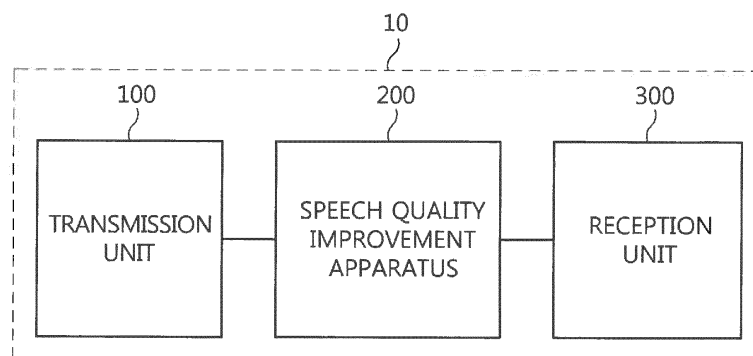 10
100
200
300
TRANSMISSION
UNIT
SPEECH QUALITY
IMPROVEMENT
APPARATUS
RECEPTION
UNIT